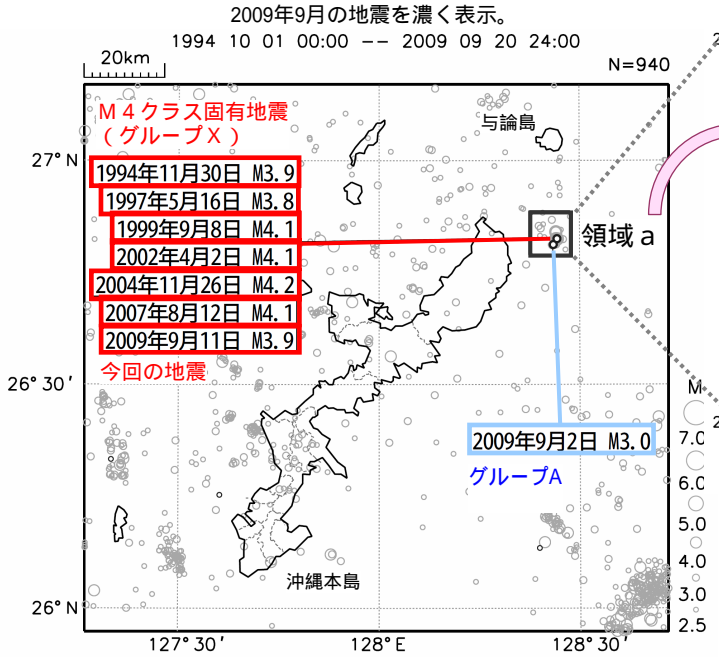 2009年9月の地震を濃く表示。
1994 10 01 00:00 -- 2009 09 20 24:00
20km
N=940
M4クラス固有地震
(グループX)
1994年11月30日 M3.9
1997年5月16日 M3.8
1999年9月8日 M4.1
2002年4月2日 M4.1
2004年11月26日 M4.2
2007年8月12日 M4.1
2009年9月11日 M3.9
今回の地震
与論島
領域a
2009年9月2日 M3.0
グループA
沖縄本島
27°N
26°30′
26°N
127°30′
128°E
128°30′
M
7.0
6.0
5.0
4.0
3.0
2.5